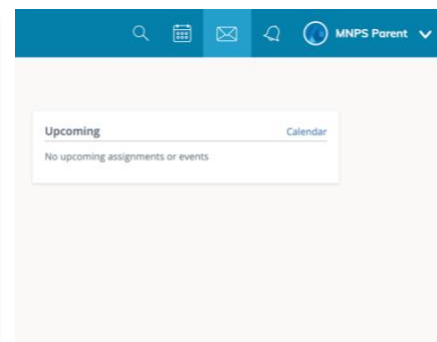 MNPS Parent
Upcoming Calendar
No upcoming assignments or events